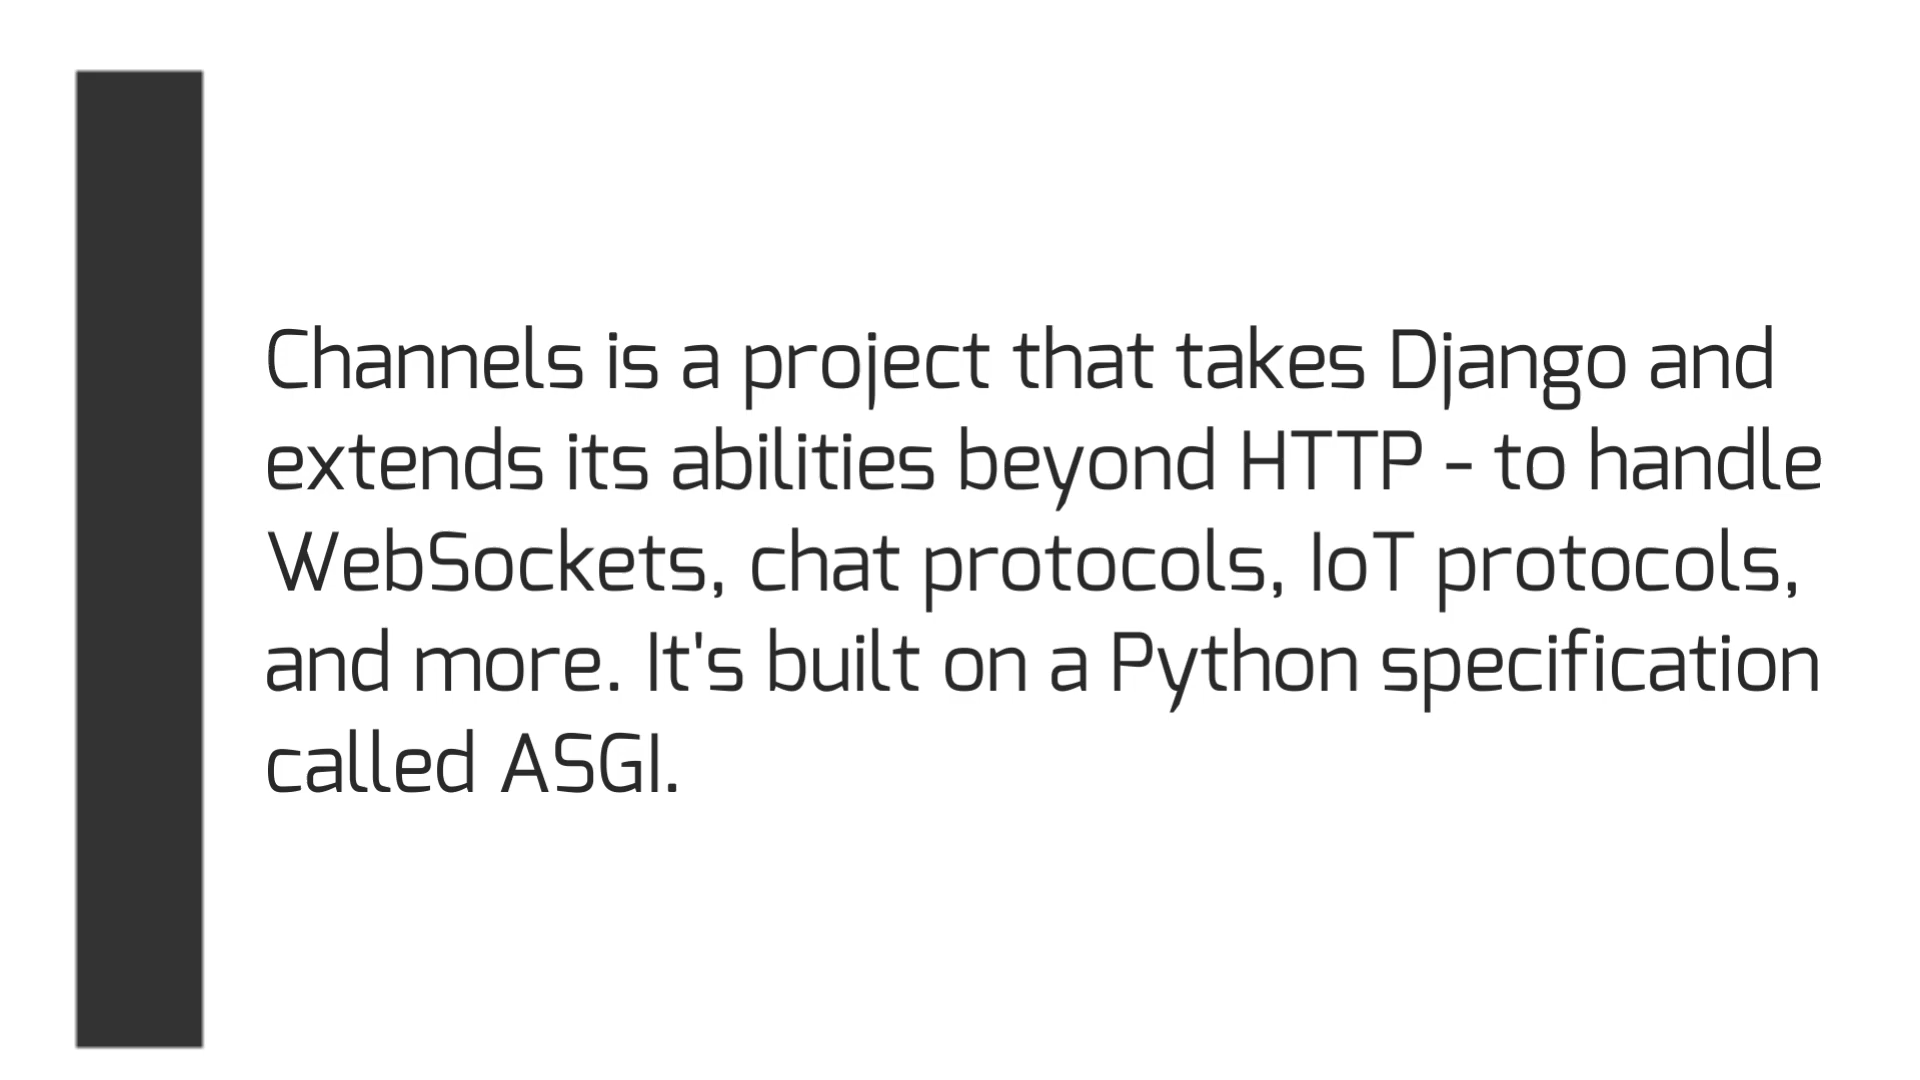 Channels is a project that takes Django and
extends its abilities beyond HTTP - to handle
WebSockets, chat protocols, IoT protocols,
and more. It's built on a Python specification
called ASGI.